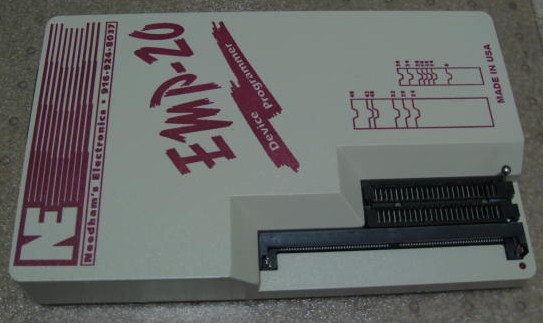 NE
Needham's Electronics • 916-924-8037
EMP-20
Device Programmer
MADE IN USA